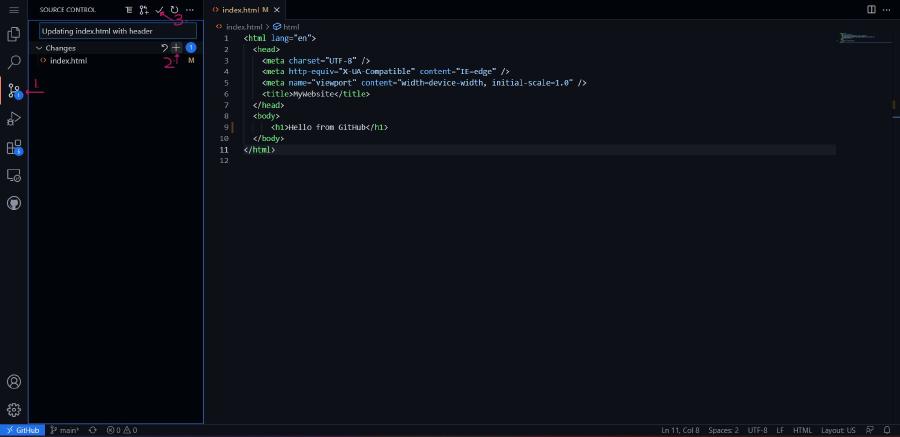 SOURCE CONTROL
3
Updating index.html with header
Changes
1
2
index.html
M
1
1
index.html M
index.html > html
1 <html lang="en">
2 <head>
3 <meta charset="UTF-8" />
4 <meta http-equiv="X-UA-Compatible" content="IE=edge" />
5 <meta name="viewport" content="width=device-width, initial-scale=1.0" />
6 <title>MyWebsite</title>
7 </head>
8 <body>
9 <h1>Hello from GitHub</h1>
10 </body>
11 </html>
12
GitHub main* 0 0 Ln 11, Col 8 Spaces: 2 UTF-8 LF HTML Layout: US